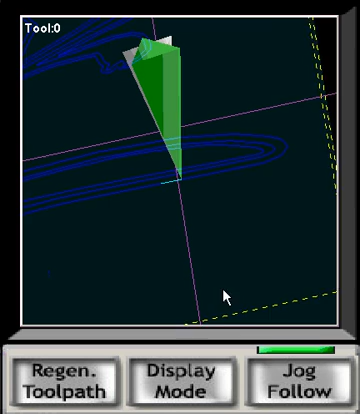 Tool:0
Regen.
Toolpath
Display
Mode
Jog
Follow